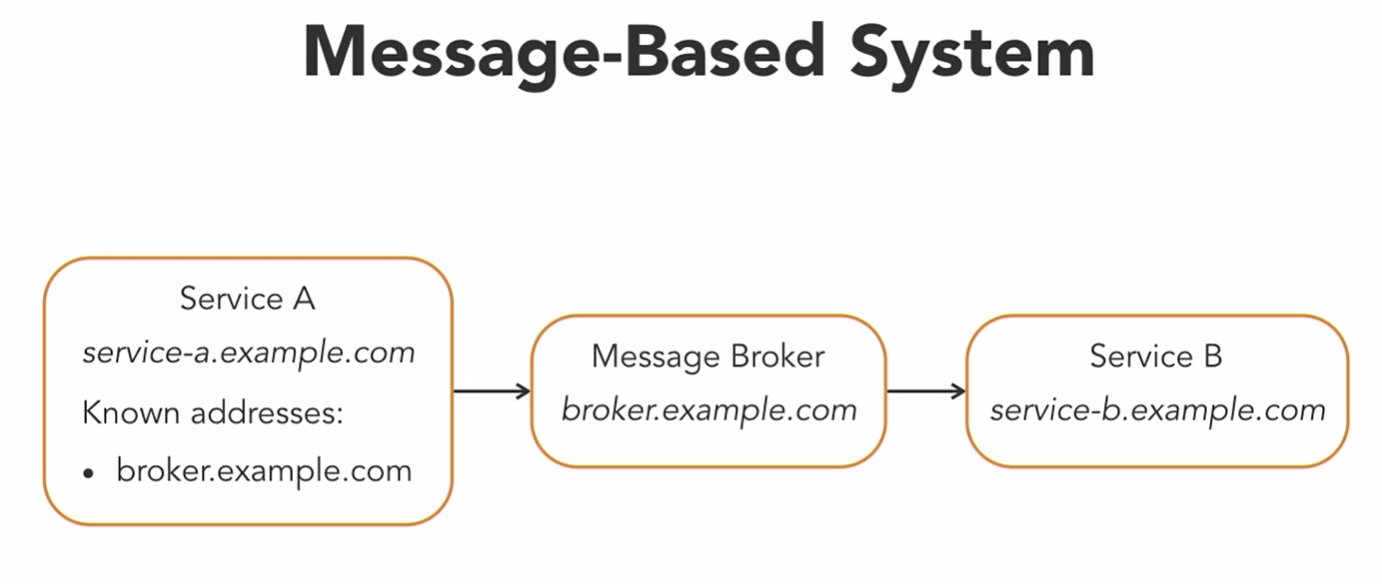 Message-Based System
Service A
service-a.example.com
Known addresses:
• broker.example.com
Message Broker
broker.example.com
Service B
service-b.example.com